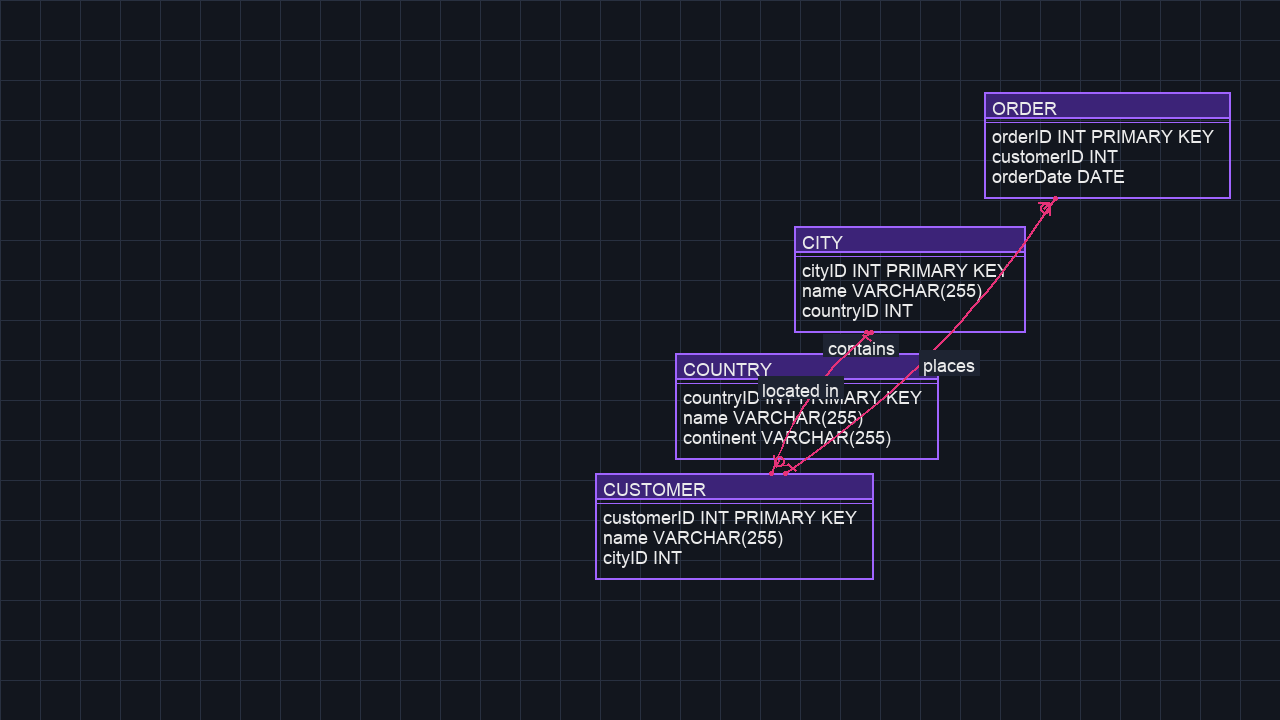 ORDER
orderID INT PRIMARY KEY
customerID INT
orderDate DATE
CITY
cityID INT PRIMARY KEY
name VARCHAR(255)
countryID INT
contains
places
COUNTRY
located in
countryID INT PRIMARY KEY
name VARCHAR(255)
continent VARCHAR(255)
CUSTOMER
customerID INT PRIMARY KEY
name VARCHAR(255)
cityID INT